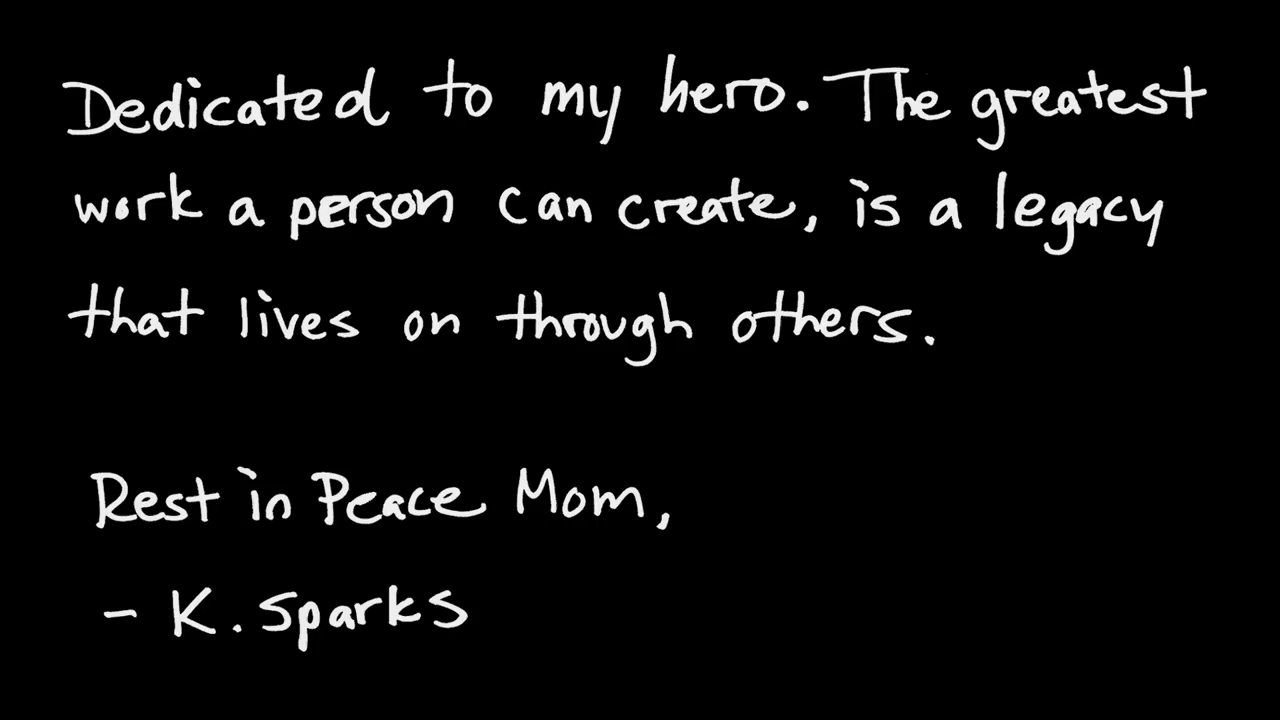 Dedicated to my hero. The greatest
work a person can create, is a legacy
that lives on through others.
Rest in Peace Mom,
- K. Sparks